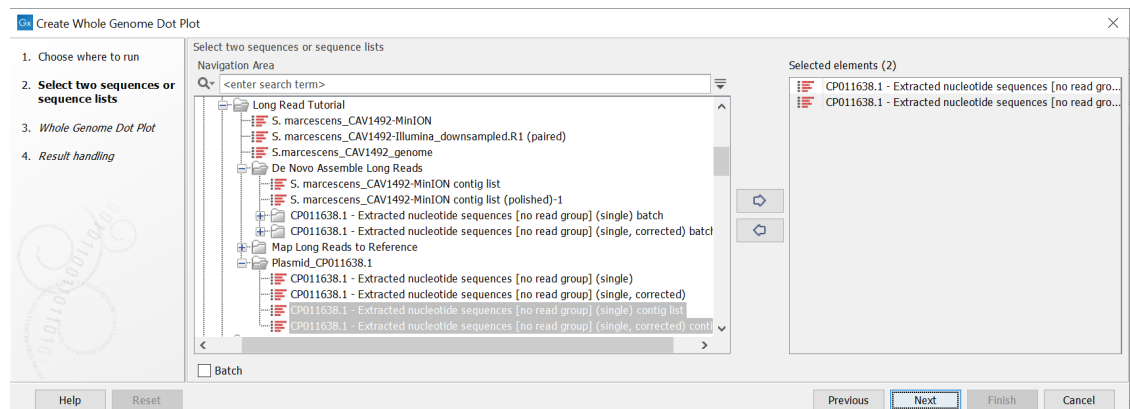 Gx Create Whole Genome Dot Plot
1. Choose where to run
2. Select two sequences or
sequence lists
3. Whole Genome Dot Plot
4. Result handling
Select two sequences or sequence lists
Navigation Area
<enter search term>
Long Read Tutorial
S. marcescens_CAV1492-MinION
S. marcescens_CAV1492-Illumina_downsampled.R1 (paired)
S.marcescens_CAV1492_genome
De Novo Assemble Long Reads
S. marcescens_CAV1492-MinION contig list
S. marcescens_CAV1492-MinION contig list (polished)-1
CP011638.1 - Extracted nucleotide sequences [no read group] (single) batch
CP011638.1 - Extracted nucleotide sequences [no read group] (single, corrected) batch
Map Long Reads to Reference
Plasmid_CP011638.1
CP011638.1 - Extracted nucleotide sequences [no read group] (single)
CP011638.1 - Extracted nucleotide sequences [no read group] (single, corrected)
CP011638.1 - Extracted nucleotide sequences [no read group] (single) contig list
CP011638.1 - Extracted nucleotide sequences [no read group] (single, corrected) conti
Batch
Selected elements (2)
CP011638.1 - Extracted nucleotide sequences [no read gro...
CP011638.1 - Extracted nucleotide sequences [no read gro...
Help Reset Previous Next Finish Cancel